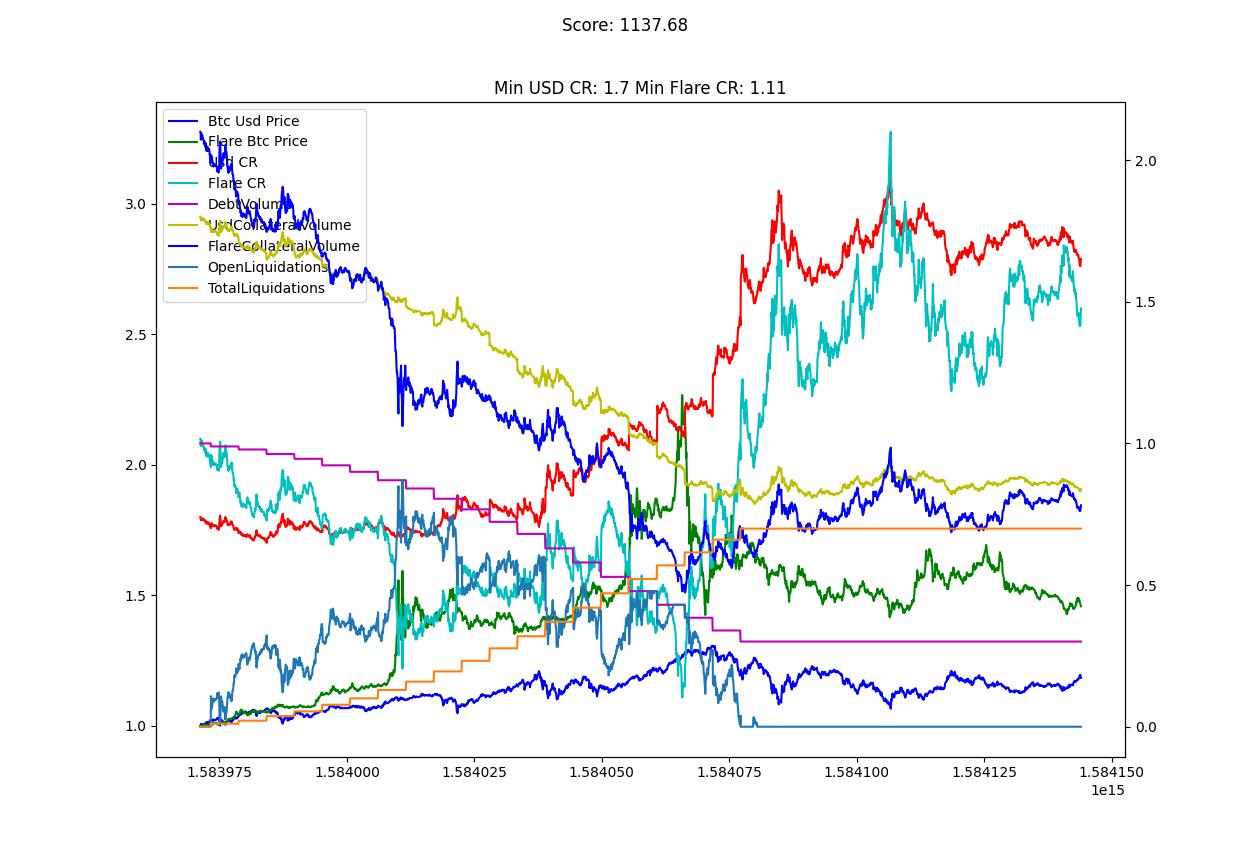 Score: 1137.68
Min USD CR: 1.7 Min Flare CR: 1.11
Btc Usd Price
Flare Btc Price
Usd CR
Flare CR
DebtVolume
UsdCollateralVolume
FlareCollateralVolume
OpenLiquidations
TotalLiquidations
3.0
2.5
2.0
1.5
1.0
2.0
1.5
1.0
0.5
0.0
1.583975 1.584000 1.584025 1.584050 1.584075 1.584100 1.584125 1.584150
1e15